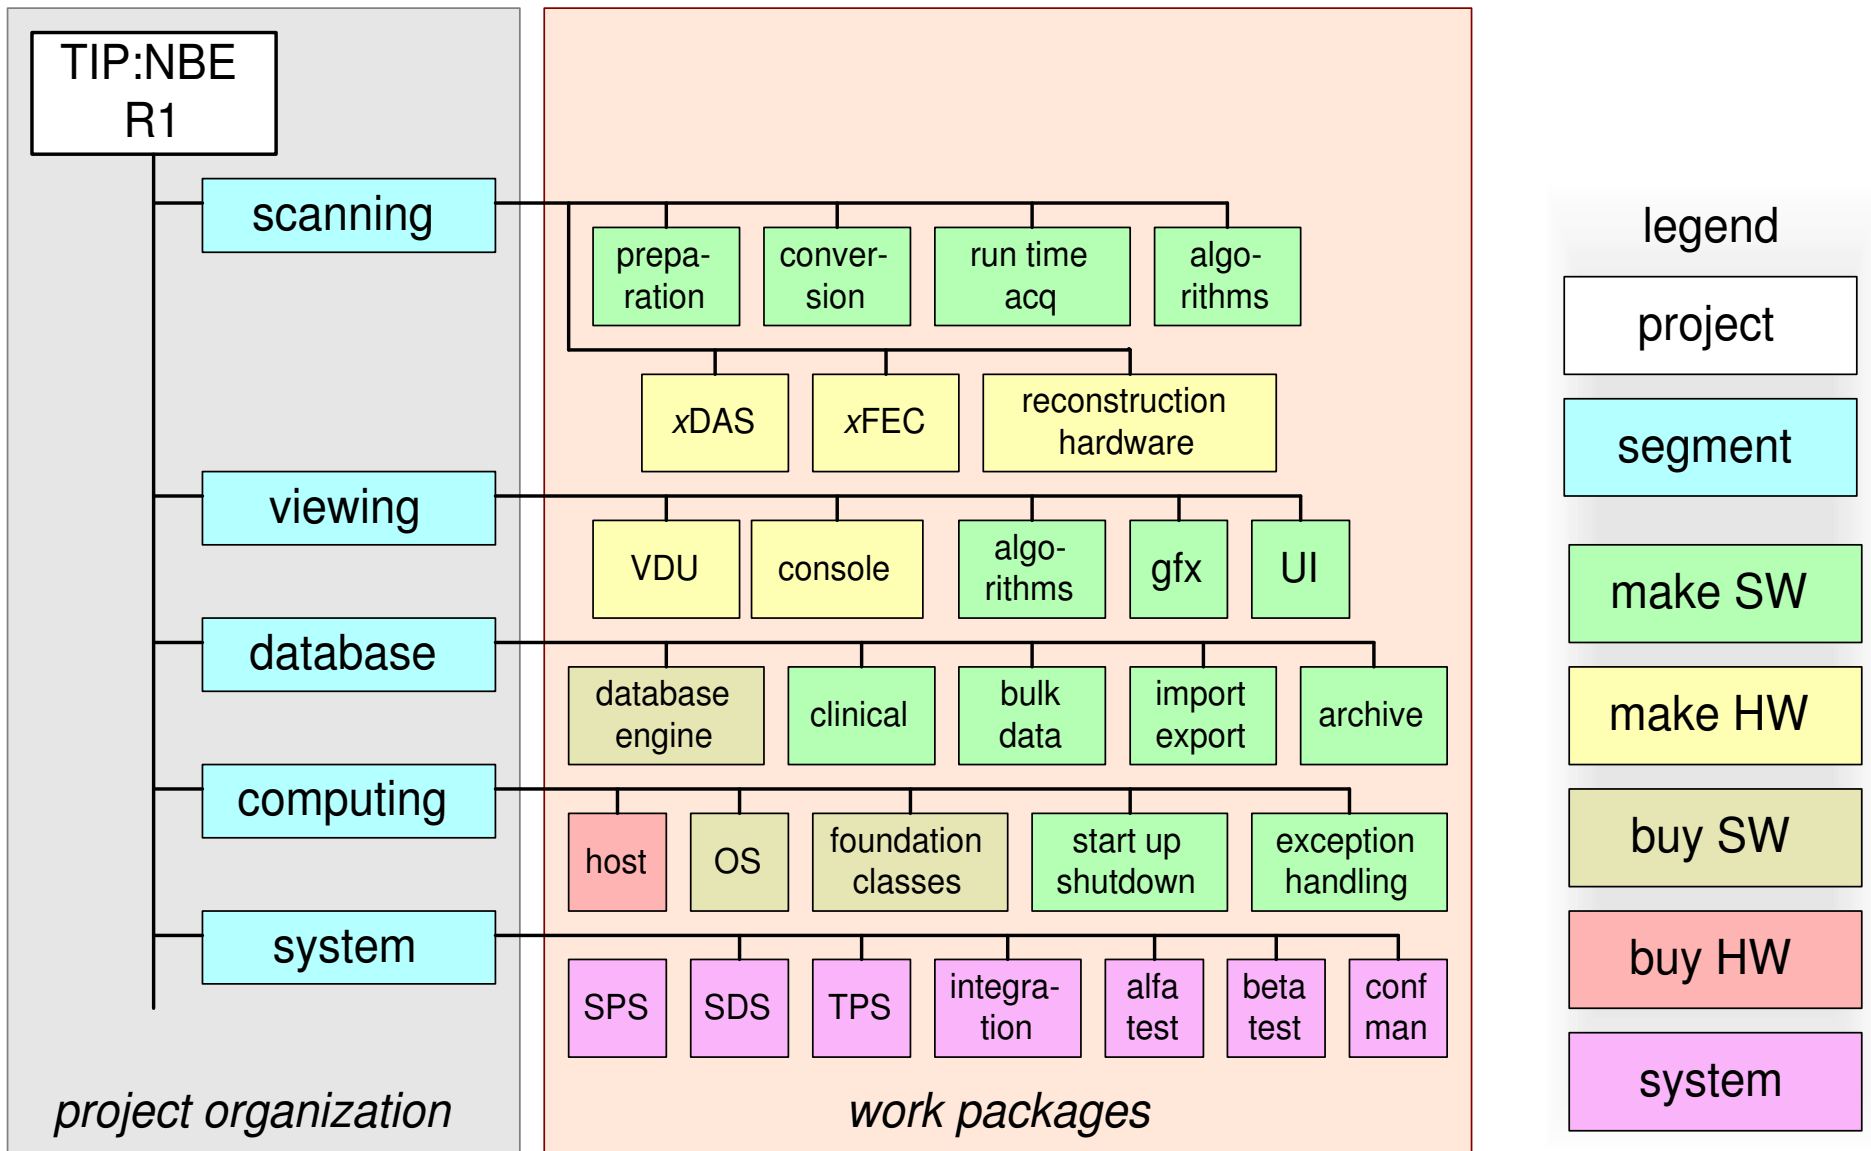 TIP:NBE
R1
scanning
prepa-
ration
conver-
sion
run time
acq
algo-
rithms
xDAS
xFEC
reconstruction
hardware
viewing
VDU
console
algo-
rithms
gfx
UI
database
database
engine
clinical
bulk
data
import
export
archive
computing
host
OS
foundation
classes
start up
shutdown
exception
handling
system
SPS
SDS
TPS
integra-
tion
alfa
test
beta
test
conf
man
project organization
work packages
legend
project
segment
make SW
make HW
buy SW
buy HW
system